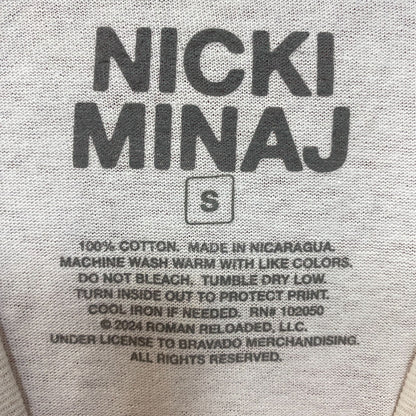 NICKI
MINAJ
S
100% COTTON. MADE IN NICARAGUA.
MACHINE WASH WARM WITH LIKE COLORS.
DO NOT BLEACH. TUMBLE DRY LOW.
TURN INSIDE OUT TO PROTECT PRINT.
COOL IRON IF NEEDED. RN# 102050
© 2024 ROMAN RELOADED, LLC.
UNDER LICENSE TO BRAVADO MERCHANDISING.
ALL RIGHTS RESERVED.